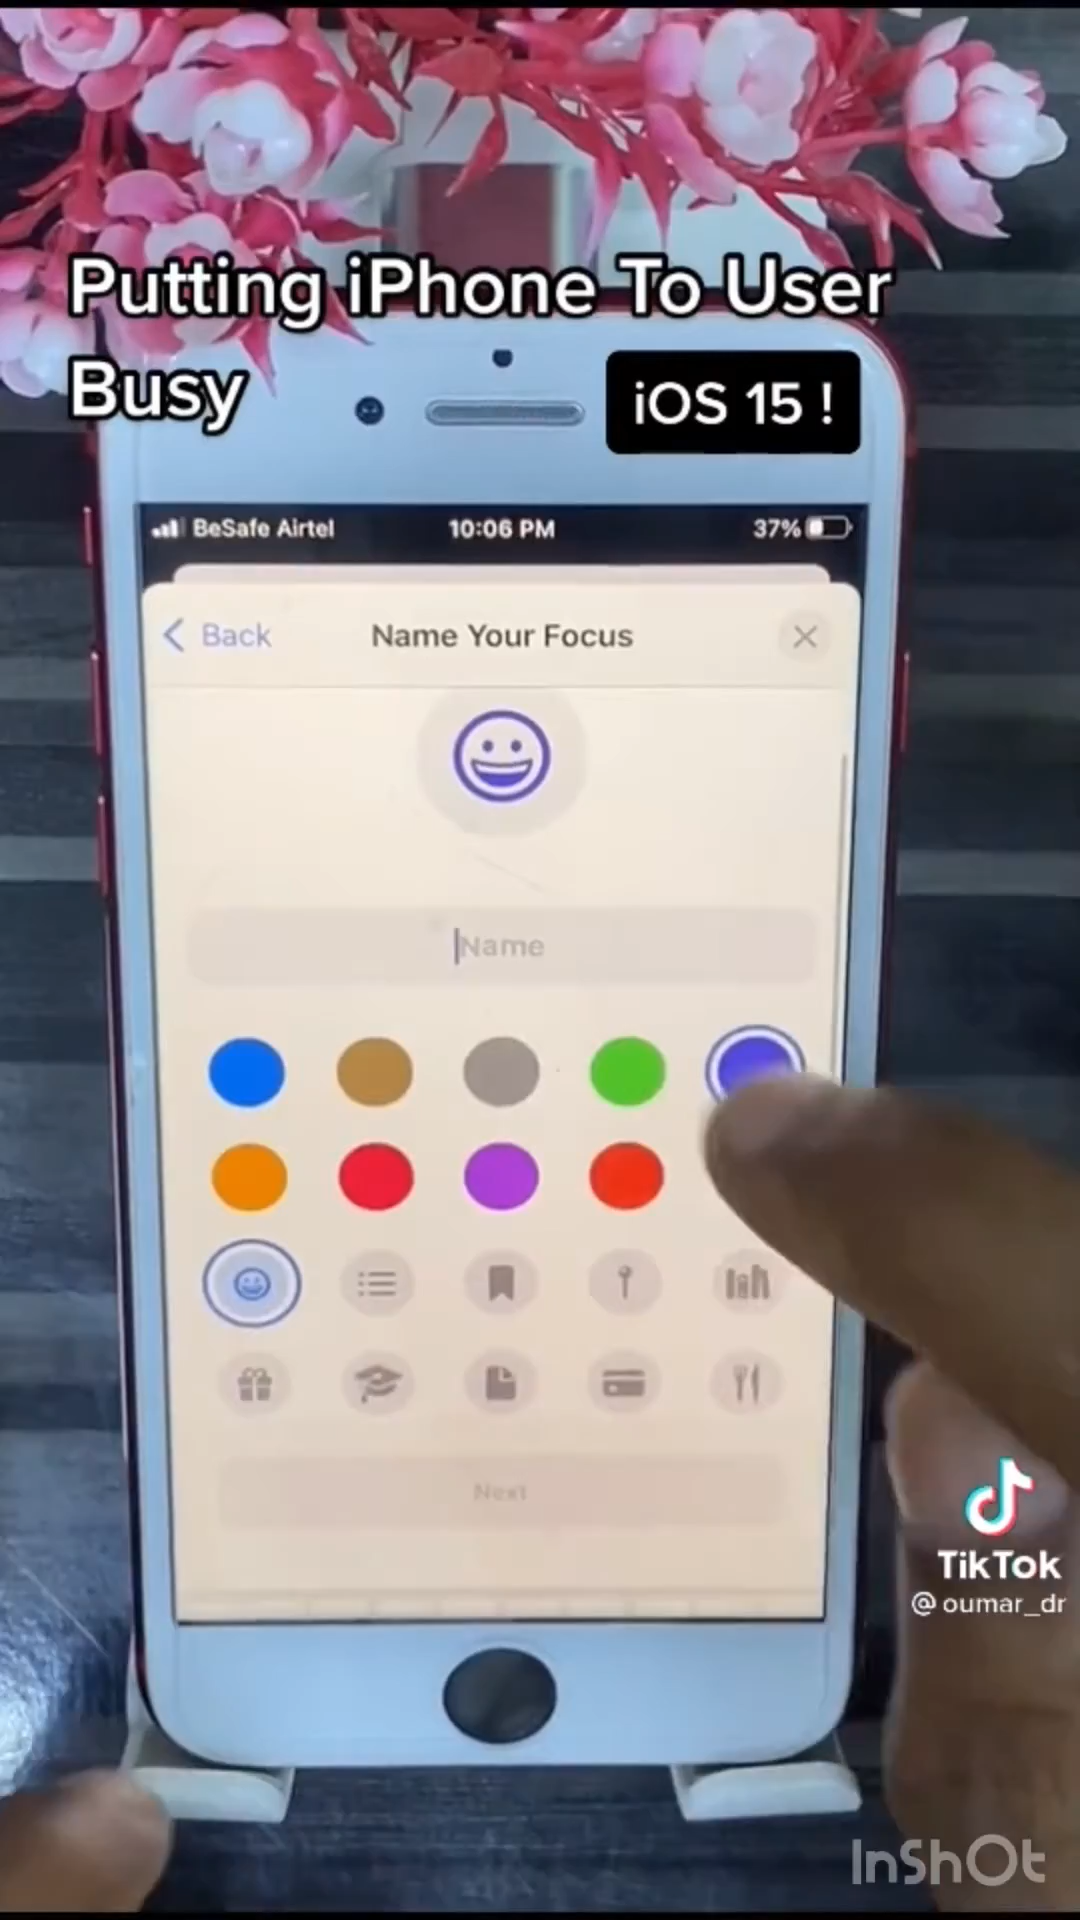 Putting iPhone To User
Busy
iOS 15 !
BeSafe Airtel 10:06 PM 37%
Back Name Your Focus
Name
Next
TikTok
@oumar_dr
InShOt